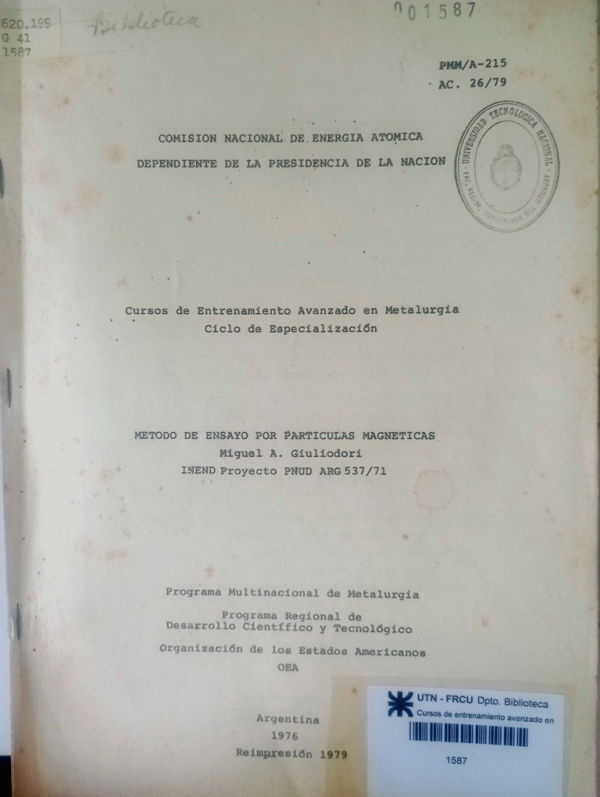 620.199
G 41
1587
Biblioteca
001587
PMM/A-215
AC. 26/79
UNIVERSIDAD TECNOLOGICA NACIONAL
COMISION NACIONAL DE ENERGIA ATOMICA
DEPENDIENTE DE LA PRESIDENCIA DE LA NACION
Cursos de Entrenamiento Avanzado en Metalurgia
Ciclo de Especialización
METODO DE ENSAYO POR PARTICULAS MAGNETICAS
Miguel A. Giuliodori
INEND Proyecto PNUD ARG 537/71
Programa Multinacional de Metalurgia
Programa Regional de
Desarrollo Científico y Tecnológico
Organización de los Estados Americanos
OEA
Argentina
1976
Reimpresión 1979
UTN - FRCU Dpto. Biblioteca
Cursos de entrenamiento avanzado en
1587